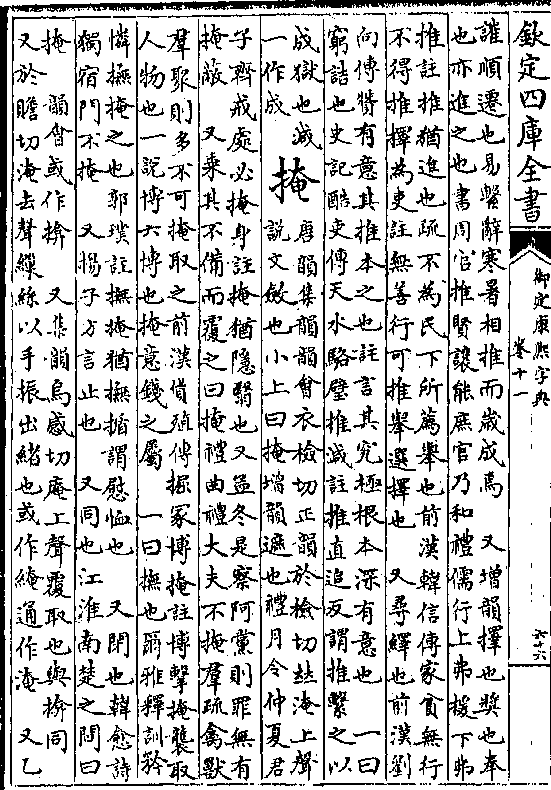 欽定四庫全書
御定康熙字典
卷十一
六十六
誰順遷也易繫辭寒暑相推而歲成焉　又增韻擇也奬也奉
也亦進之也書周官推賢讓能庶官乃和禮儒行上弗援下弗
推註推猶進也疏不為民下所薦舉也前漢韓信傳家貧無行
不得推擇為吏註無善行可推舉選擇也　又尋繹也前漢劉
向傳贊有意其推本之也註言其究極根本深有意也　一曰
窮詰也史記酷吏傳天水駱璧推減註推直追反謂推繫之以
成獄也減
一作成
掩
唐韻集韻韻會衣檢切正韻於檢切𠀤淹上聲
說文斂也小上曰掩增韻遮也禮月令仲夏君
子齊戒處必掩身註掩猶隱翳也又孟冬是察阿黨則罪無有
掩蔽　又乘其不備而覆之曰掩禮曲禮大夫不掩羣疏禽獸
羣聚則多不可掩取之前漢貨殖傳掘冢博掩註博擊掩襲取
人物也一說博六博也掩意錢之屬　一曰撫也爾雅釋訓矜
憐撫掩之也郭璞註撫掩猶撫揗謂慰恤也　又閉也韓愈詩
獨宿門不掩　又揚子方言止也　又同也江淮南楚之間曰
掩　韻會或作揜　又集韻烏感切庵上聲覆取也與揜同
又於贍切淹去聲繅絲以手振出緒也或作䌪通作淹　又乙